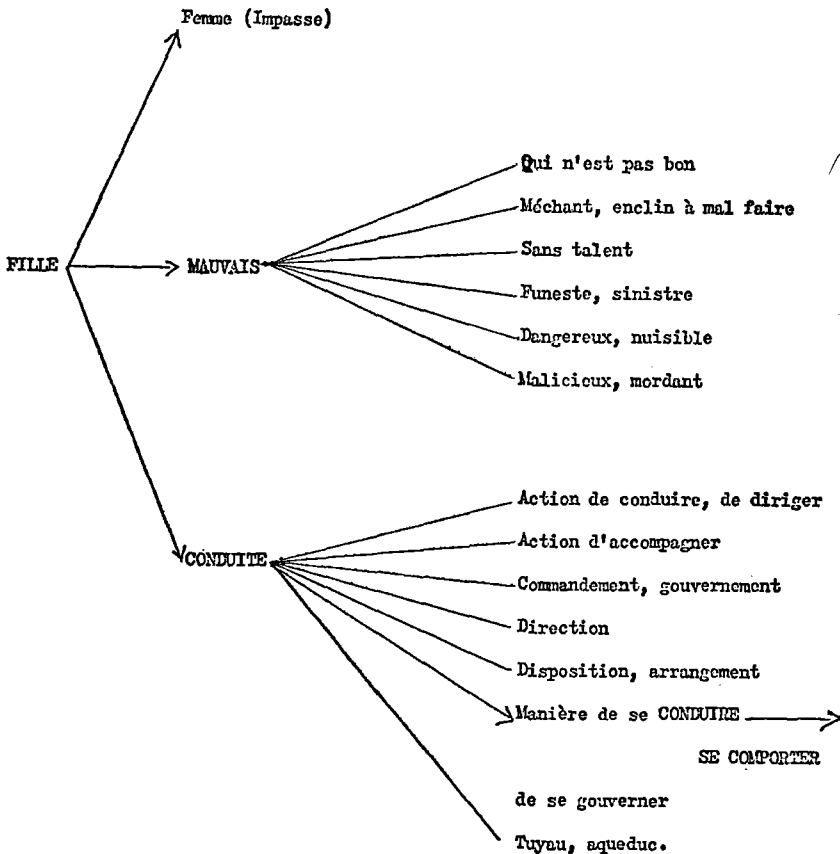 Femme (Impasse)
Qui n'est pas bon
Méchant, enclin à mal faire
Sans talent
FILLE
MAUVAIS
Funeste, sinistre
Dangereux, nuisible
Malicieux, mordant
Action de conduire, de diriger
Action d'accompagner
CONDUITE
Commandement, gouvernement
Direction
Disposition, arrangement
Manière de se CONDUIRE
SE COMPORTER
de se gouverner
Tuyau, aqueduc.